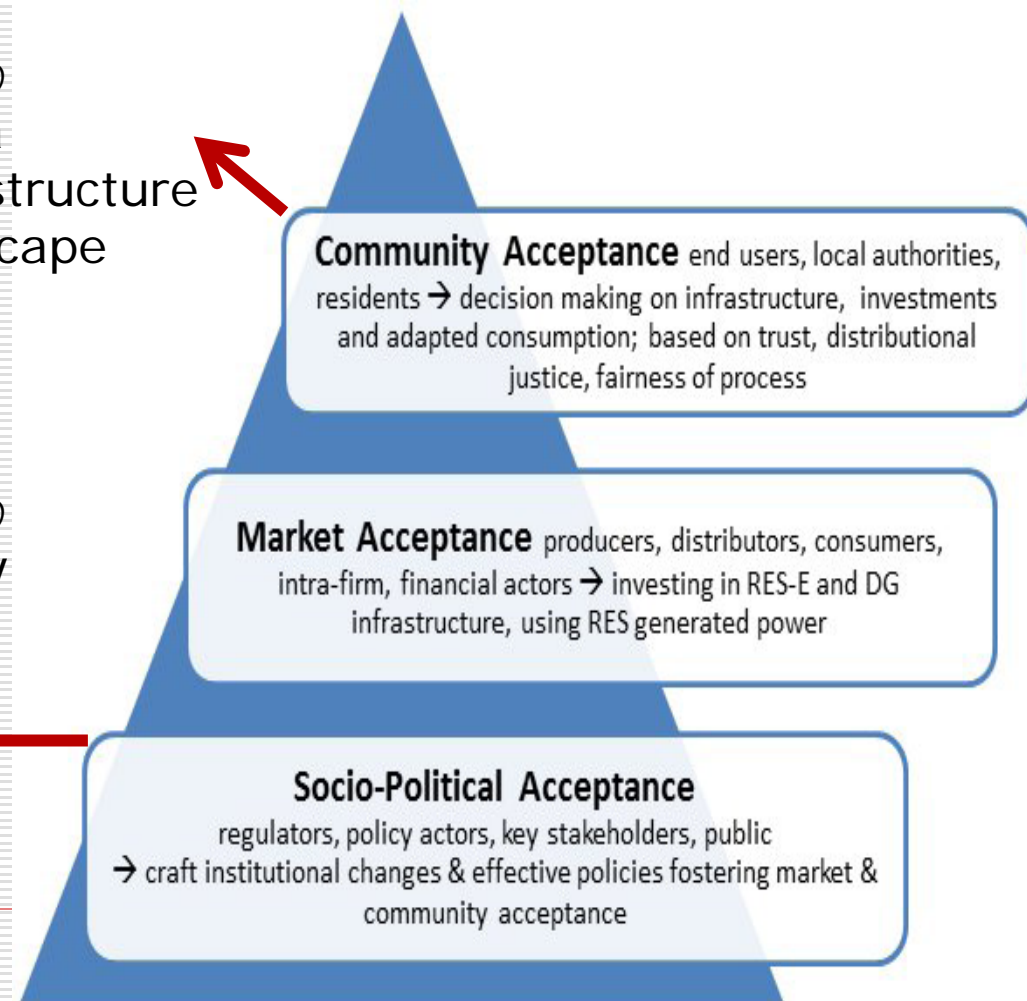 structure
cape
Community Acceptance end users, local authorities,
residents → decision making on infrastructure, investments
and adapted consumption; based on trust, distributional
justice, fairness of process
Market Acceptance producers, distributors, consumers,
intra-firm, financial actors → investing in RES-E and DG
infrastructure, using RES generated power
Socio-Political Acceptance
regulators, policy actors, key stakeholders, public
→ craft institutional changes & effective policies fostering market &
community acceptance